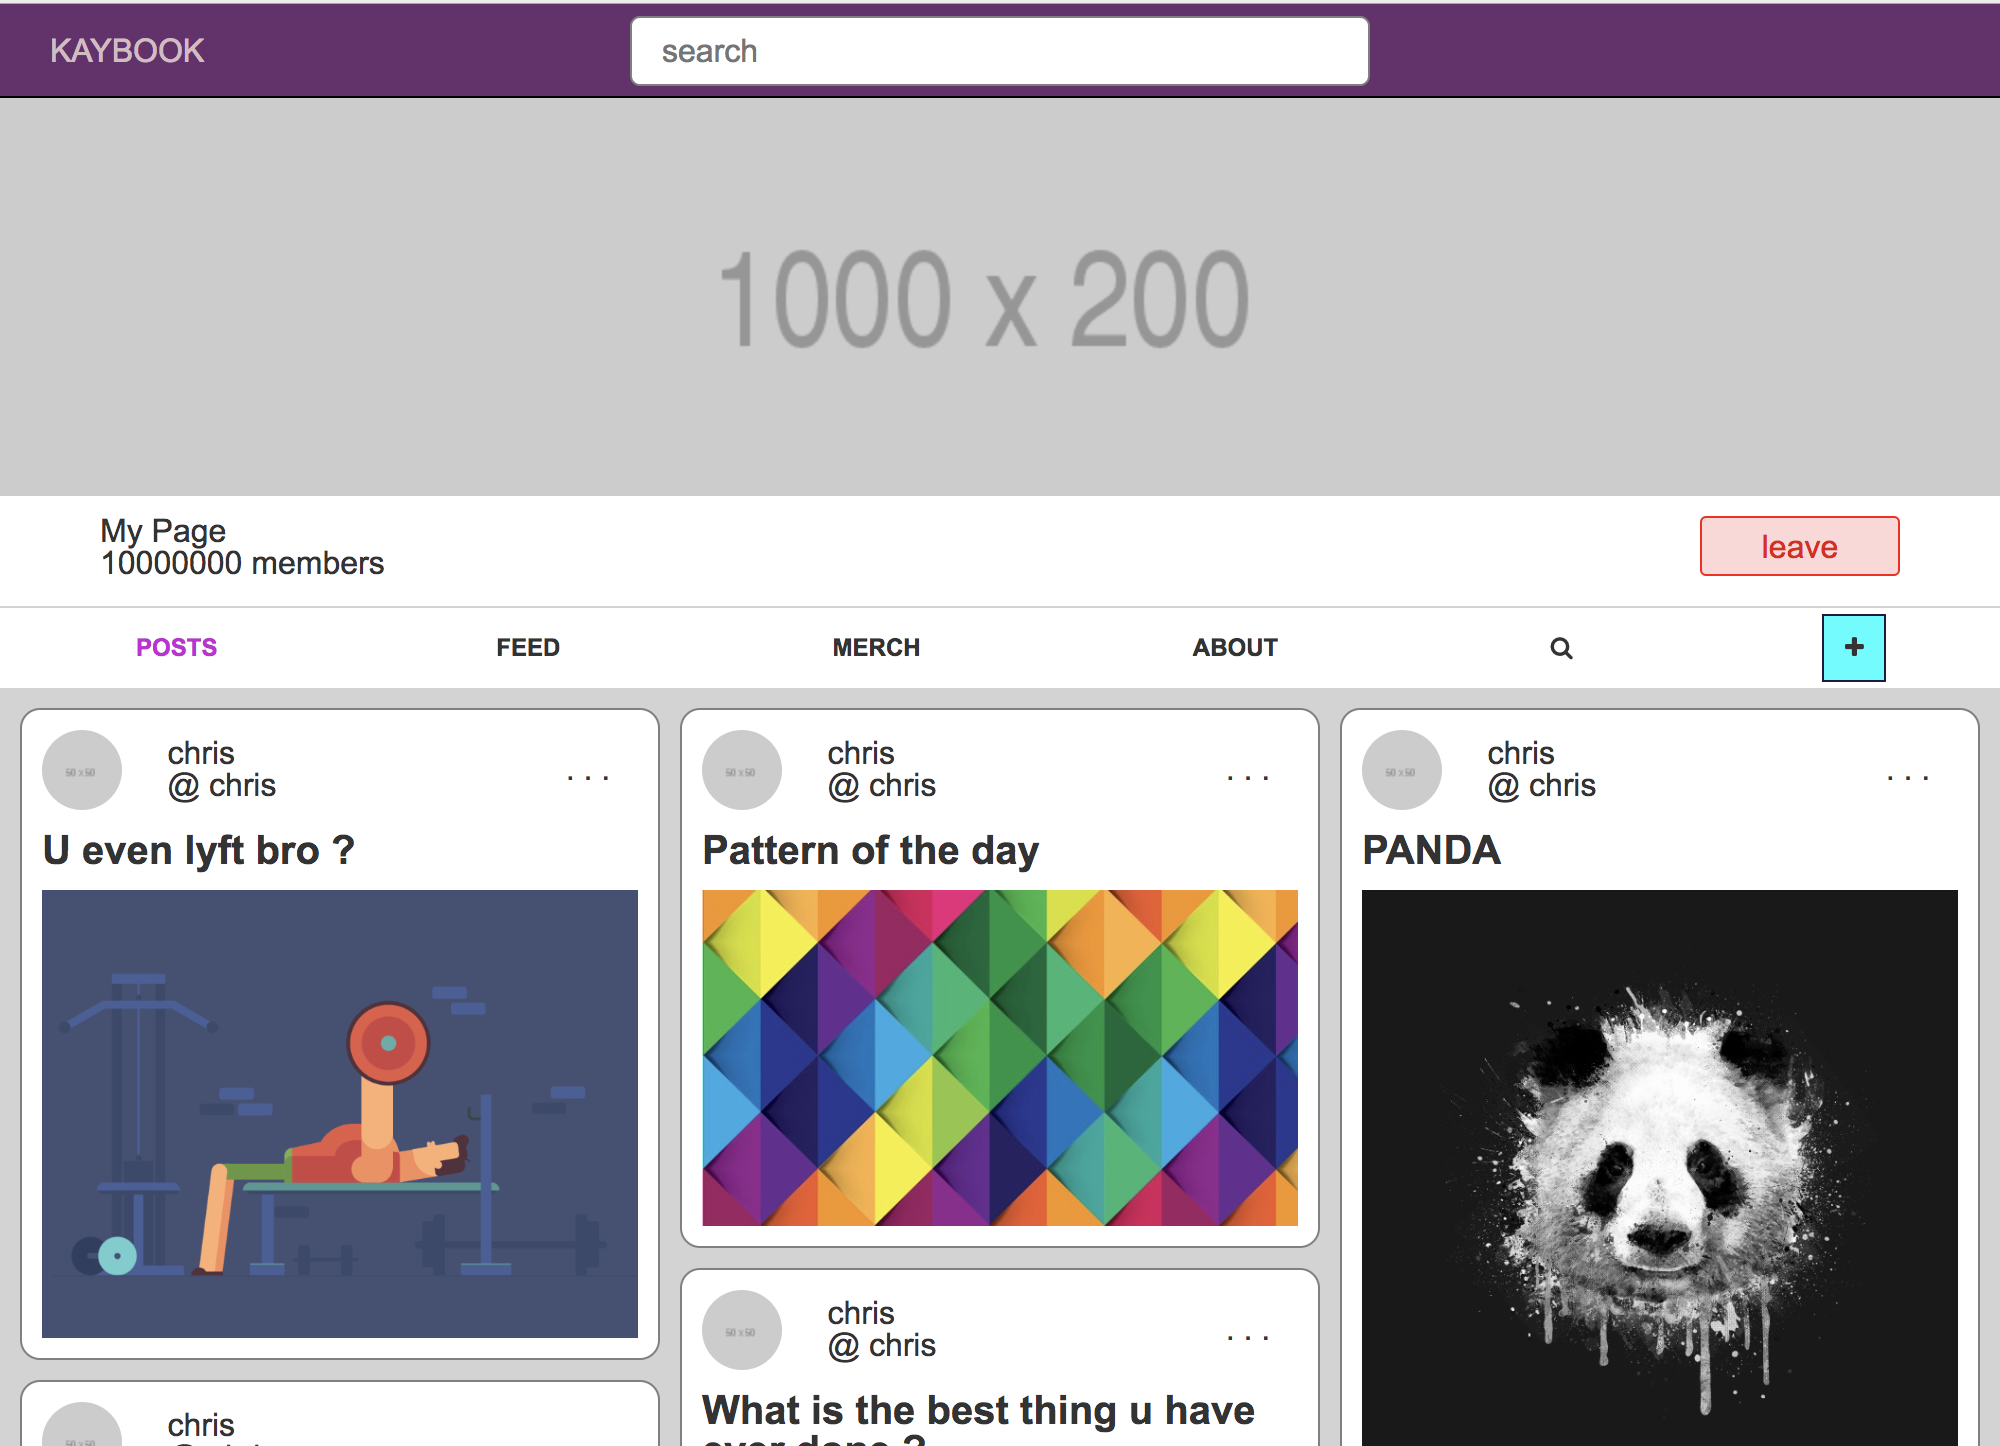 KAYBOOK
search
1000 x 200
My Page
10000000 members
leave
POSTS
FEED
MERCH
ABOUT
50 x 50
chris
@ chris
. . .
U even lyft bro ?
50 x 50
chris
@ chris
. . .
Pattern of the day
50 x 50
chris
@ chris
. . .
PANDA
50 x 50
chris
@ chris
. . .
What is the best thing u have
ever done ?
50 x 50
chris